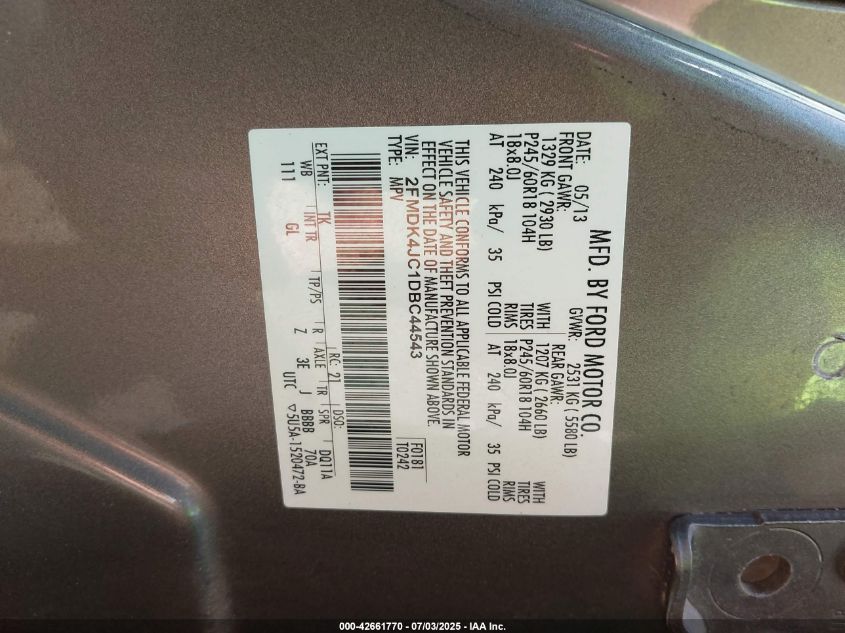 MFD. BY FORD MOTOR CO.
DATE: 05/13 GVWR: 2531 KG ( 5580 LB)
FRONT GAWR: REAR GAWR:
1329 KG ( 2930 LB) WITH 1207 KG ( 2660 LB) WITH
P245/60R18 104H TIRES P245/60R18 104H TIRES
18x8.0J RIMS 18x8.0J RIMS
AT 240 kPa/ 35 PSI COLD AT 240 kPa/ 35 PSI COLD
THIS VEHICLE CONFORMS TO ALL APPLICABLE FEDERAL MOTOR
VEHICLE SAFETY AND THEFT PREVENTION STANDARDS IN
EFFECT ON THE DATE OF MANUFACTURE SHOWN ABOVE.
VIN: 2FMDK4JC1DBC44543 F0181
TYPE: MPV T0242
EXT PNT: TK RC: 21 DSO:
WB INT TR TP/PS R AXLE TR SPR DQ11A
111 GL Z 3E J BBBB 70A
UTC ▽5U5A-1520472-BA
000-42661770 - 07/03/2025 - IAA Inc.